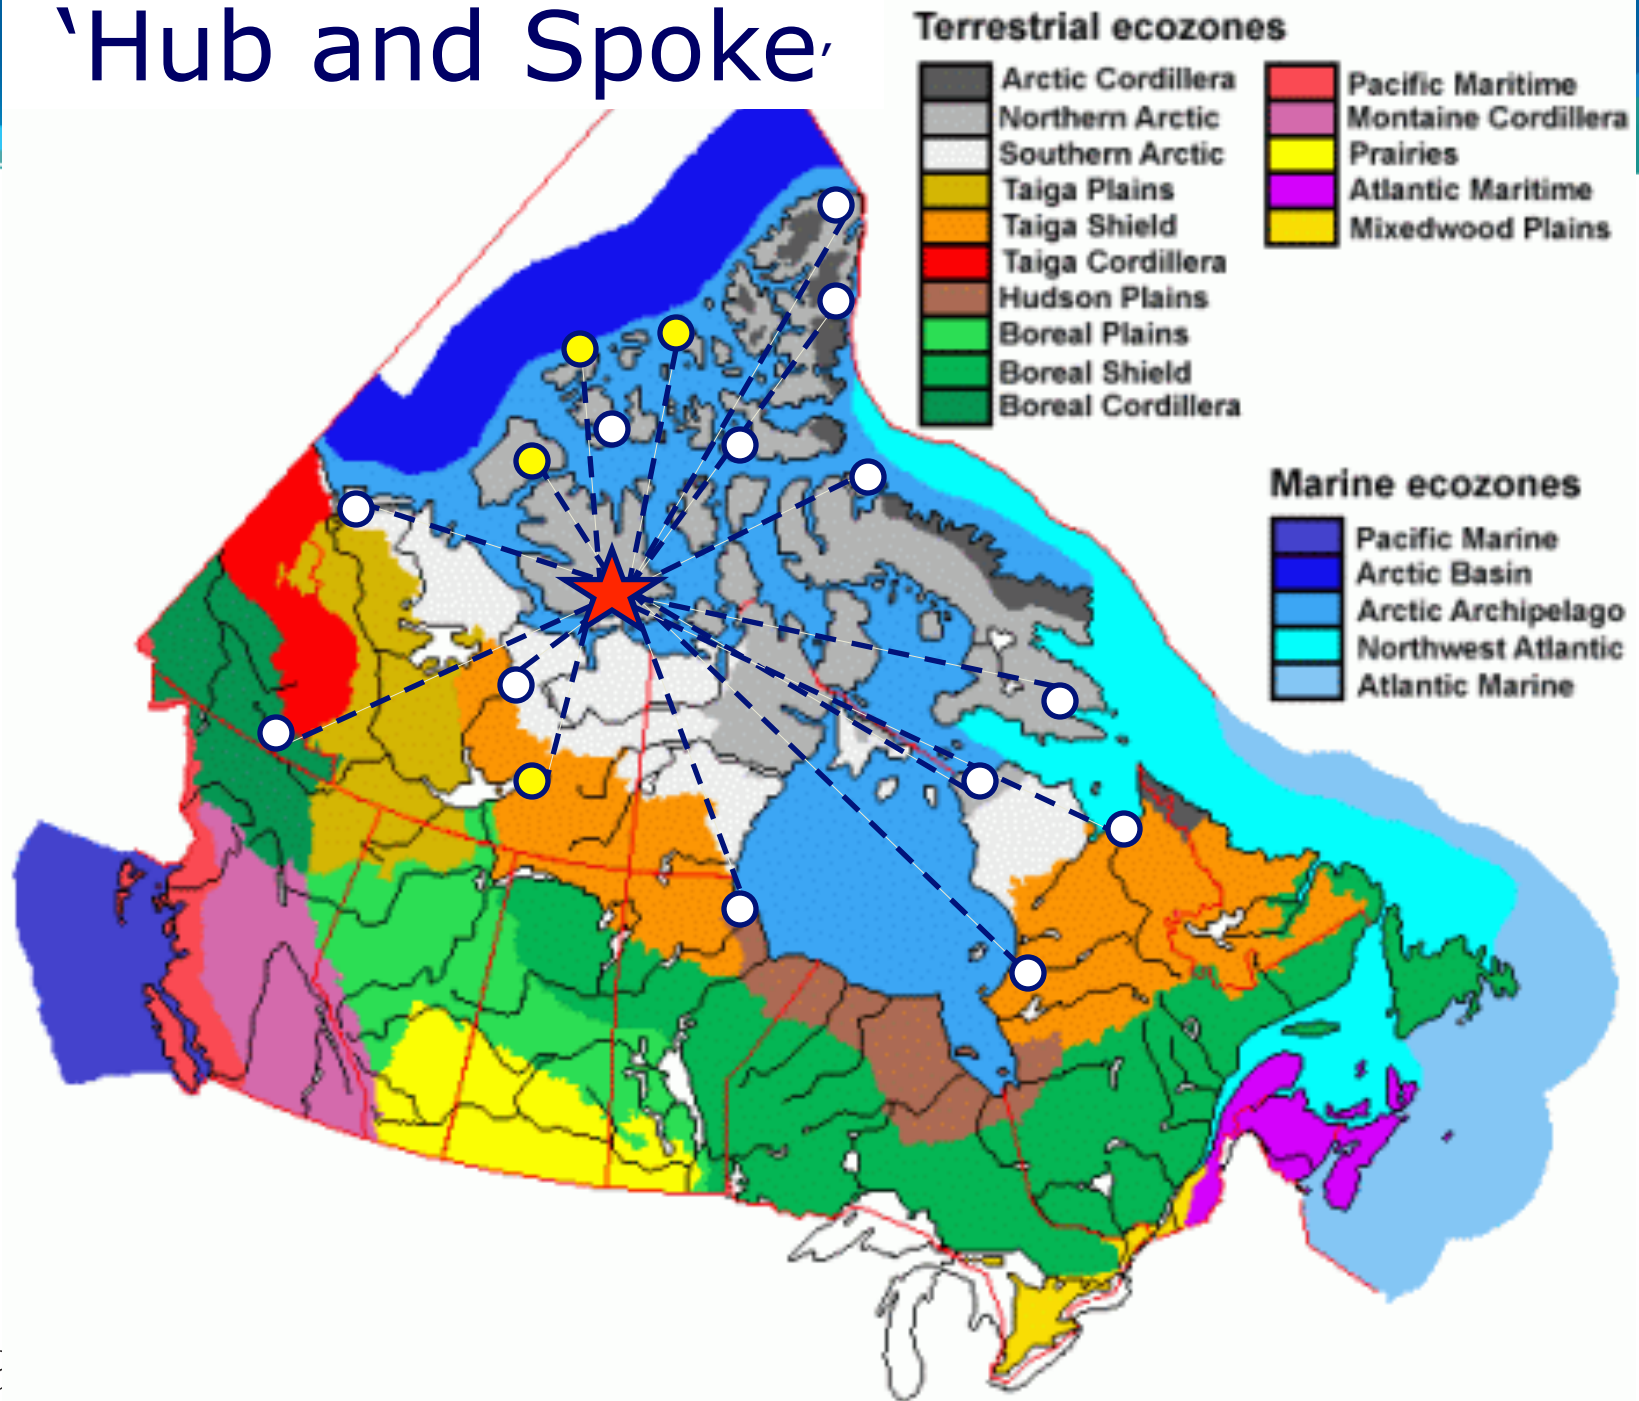 ‘Hub and Spoke’
Terrestrial ecozones
Arctic Cordillera
Northern Arctic
Southern Arctic
Taiga Plains
Taiga Shield
Taiga Cordillera
Hudson Plains
Boreal Plains
Boreal Shield
Boreal Cordillera
Pacific Maritime
Montaine Cordillera
Prairies
Atlantic Maritime
Mixedwood Plains
Marine ecozones
Pacific Marine
Arctic Basin
Arctic Archipelago
Northwest Atlantic
Atlantic Marine